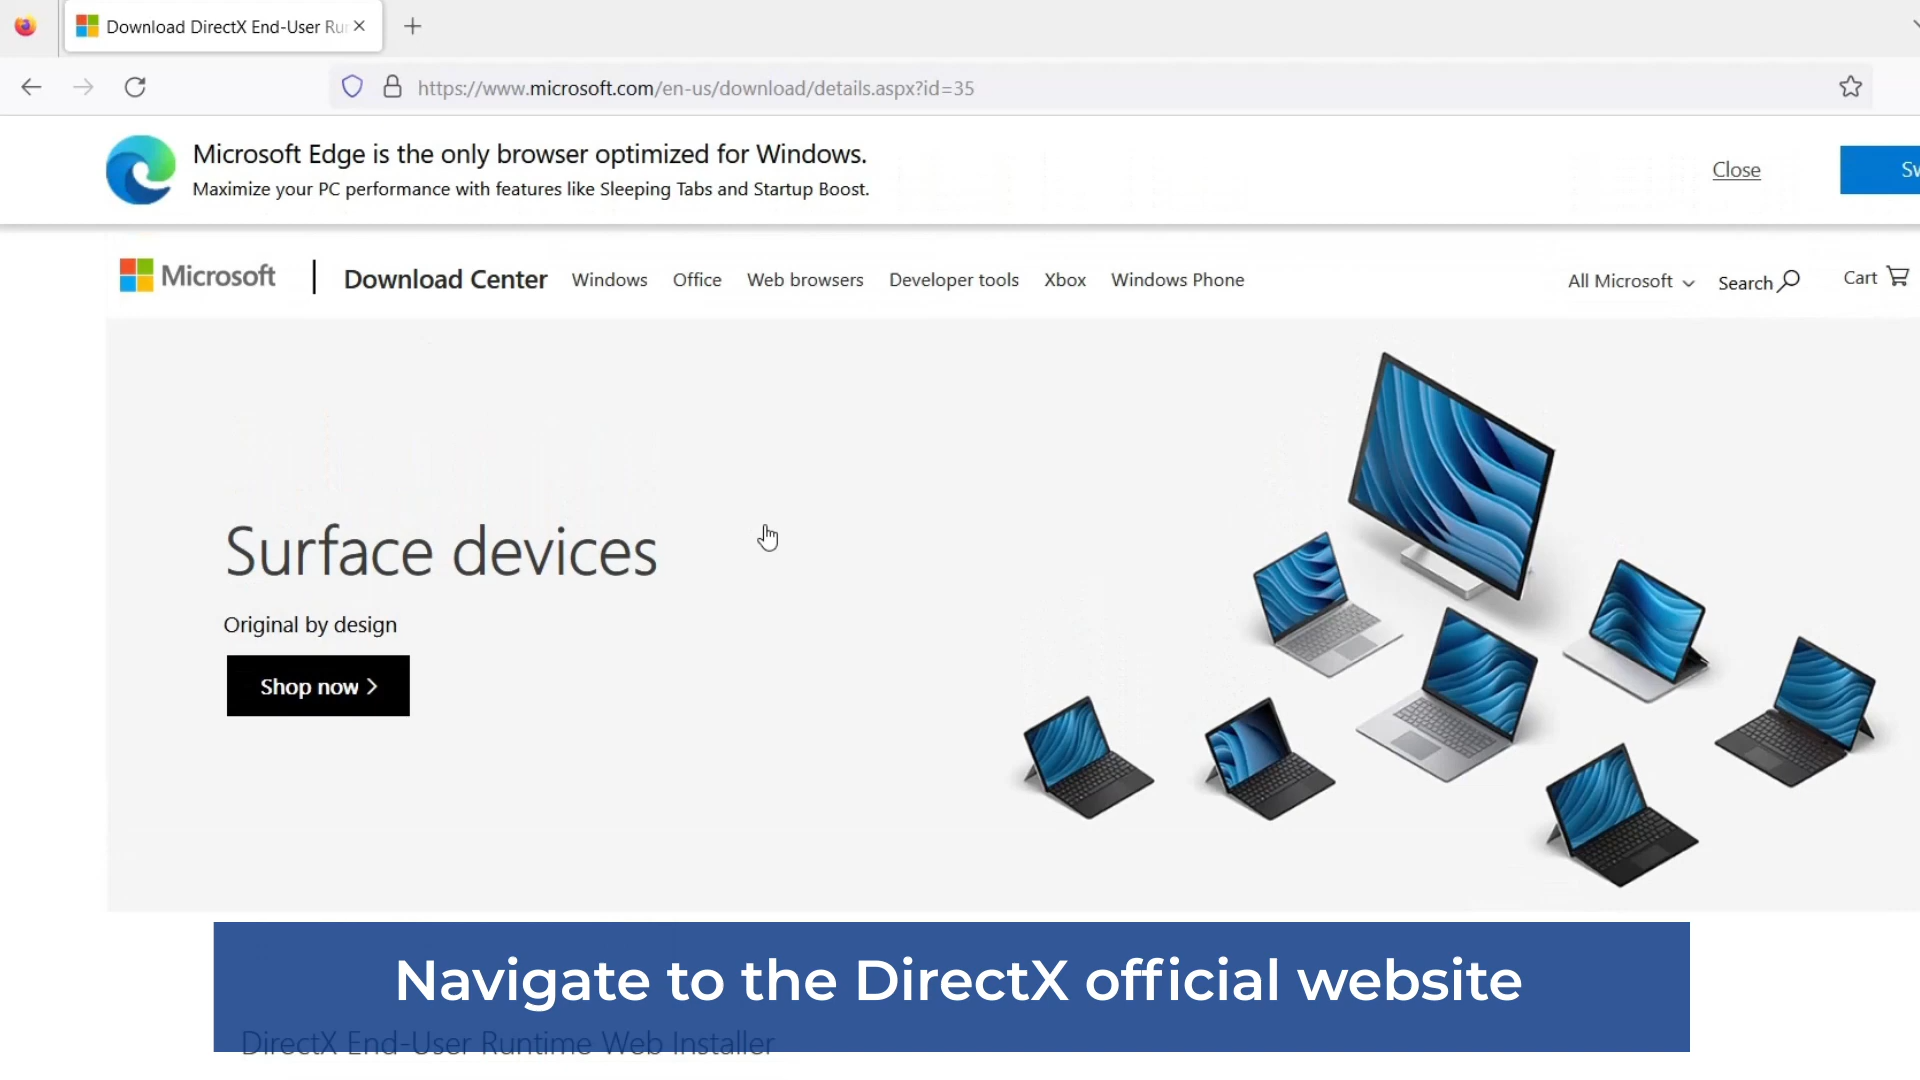 Download DirectX End-User Ru
https://www.microsoft.com/en-us/download/details.aspx?id=35
Microsoft Edge is the only browser optimized for Windows.
Maximize your PC performance with features like Sleeping Tabs and Startup Boost.
Close
Sw
Microsoft
Download Center
Windows
Office
Web browsers
Developer tools
Xbox
Windows Phone
All Microsoft
Search
Cart
Surface devices
Original by design
Shop now
Navigate to the DirectX official website
DirectX End-User Runtime Web Installer